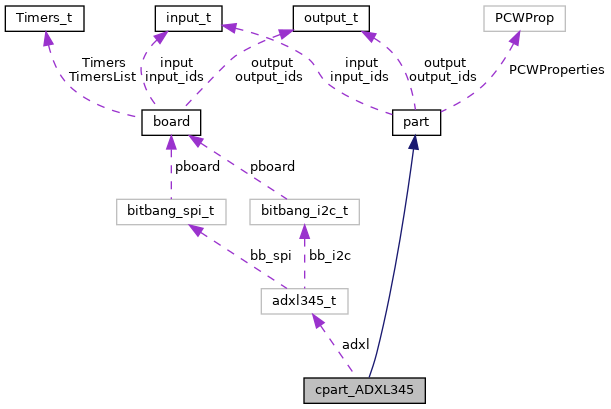 Timers_t
input_t
output_t
PCWProp
Timers
TimersList
input
input_ids
output
output_ids
input
input_ids
output
output_ids
PCWProperties
board
part
pboard
pboard
bitbang_spi_t
bitbang_i2c_t
bb_spi
bb_i2c
adxl345_t
adxl
cpart_ADXL345